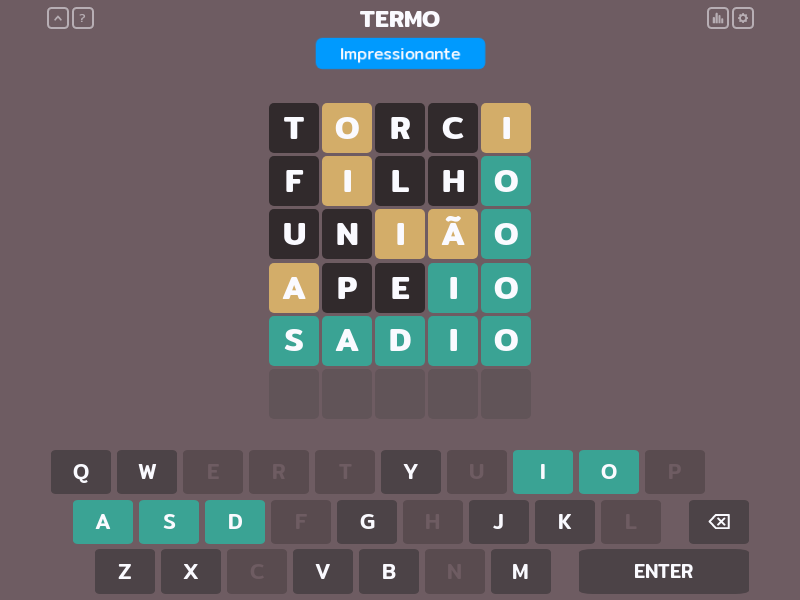 ?
TERMO
Impressionante
T O R C I
F I L H O
U N I Ã O
A P E I O
S A D I O
Q W E R T Y U I O P
A S D F G H J K L
Z X C V B N M ENTER